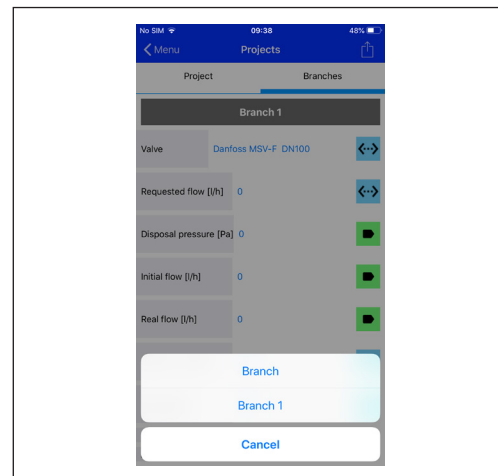 No SIM 09:38 48%
Menu Projects
Project Branches
Branch 1
Valve Danfoss MSV-F DN100
Requested flow [l/h] 0
Disposal pressure [Pa] 0
Initial flow [l/h] 0
Real flow [l/h] 0
Branch
Branch 1
Cancel